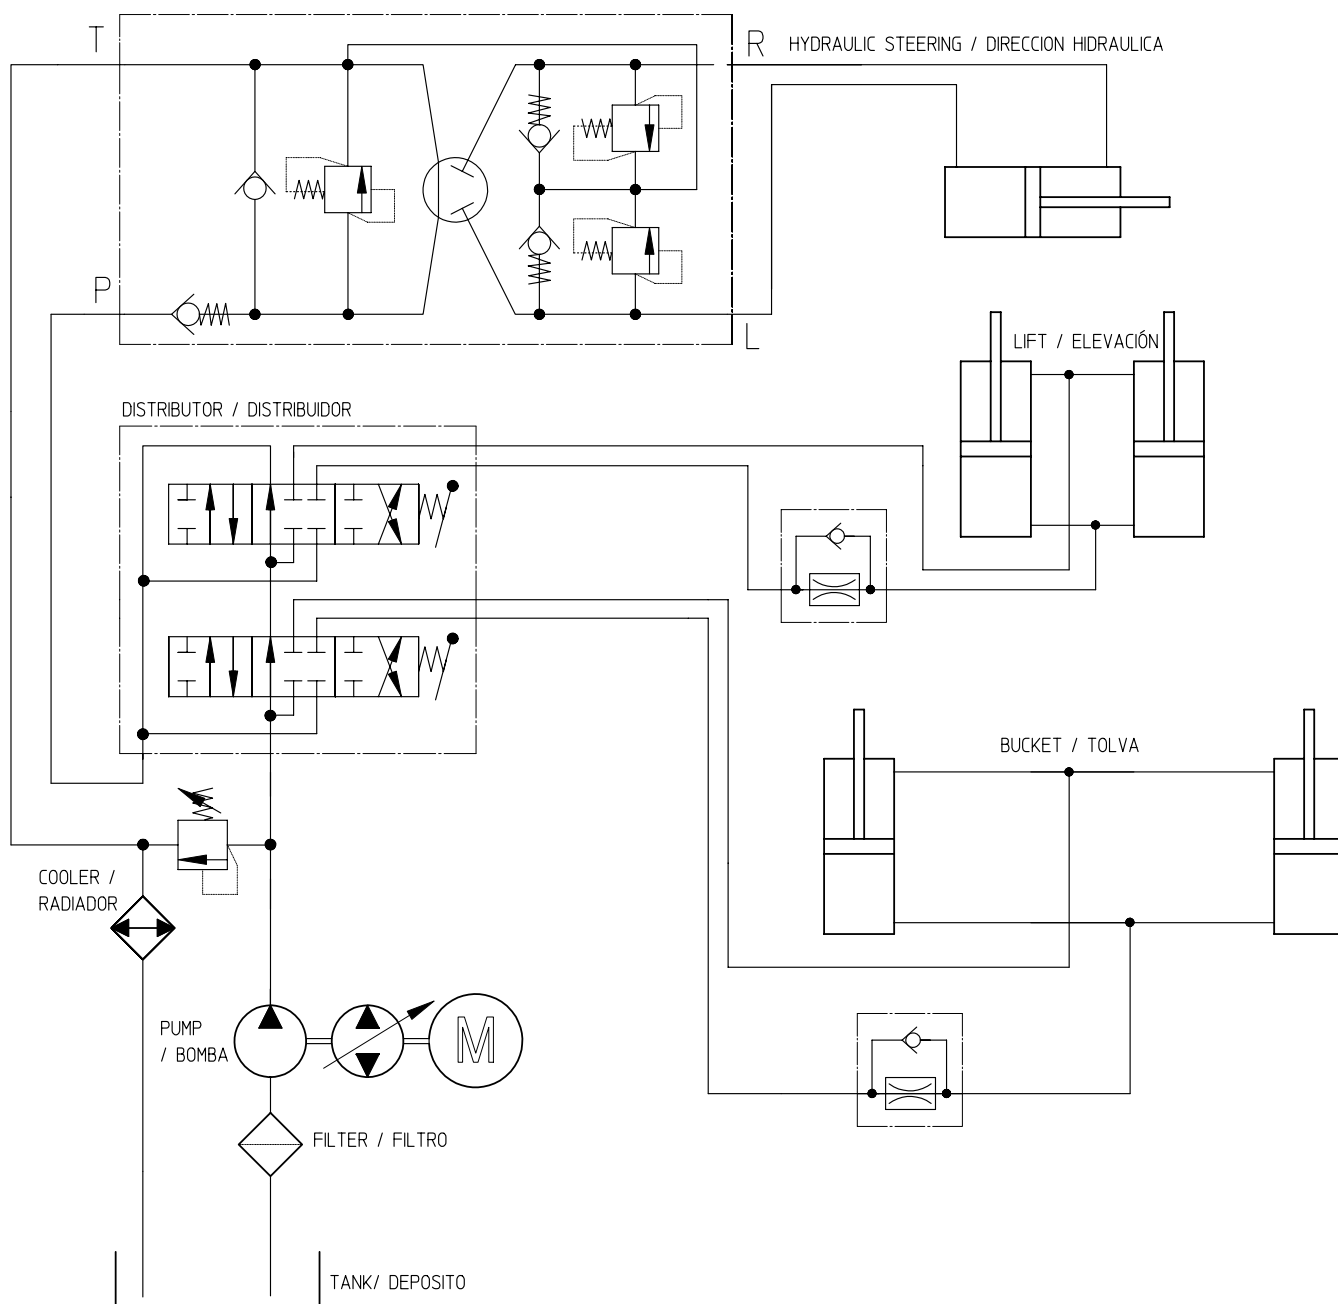 T
R HYDRAULIC STEERING / DIRECCION HIDRAULICA
P
L
LIFT / ELEVACIÓN
DISTRIBUTOR / DISTRIBUIDOR
BUCKET / TOLVA
COOLER /
RADIADOR
PUMP
/ BOMBA
M
FILTER / FILTRO
TANK/ DEPOSITO